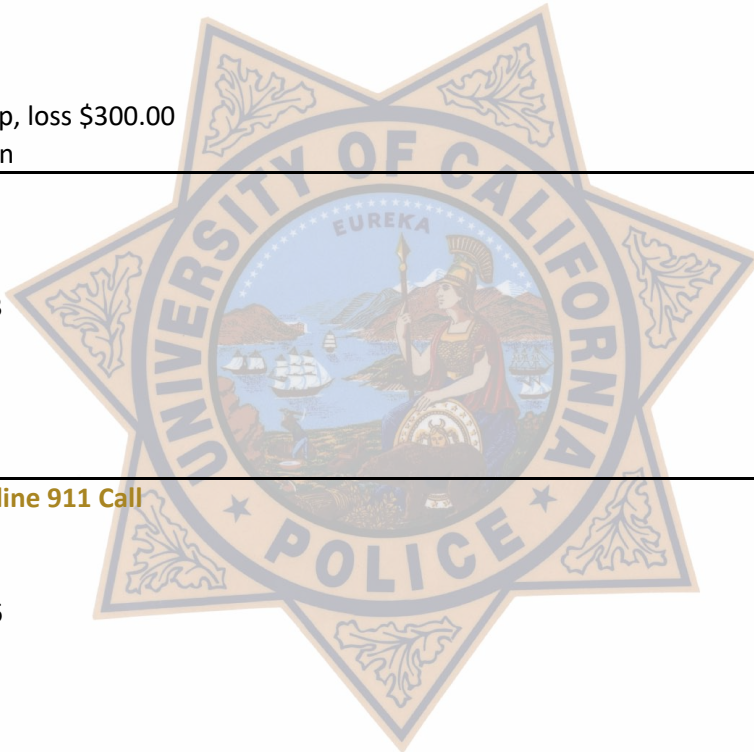 p, loss $300.00
n
UNIVERSITY OF CALIFORNIA
EUREKA
line 911 Call
POLICE